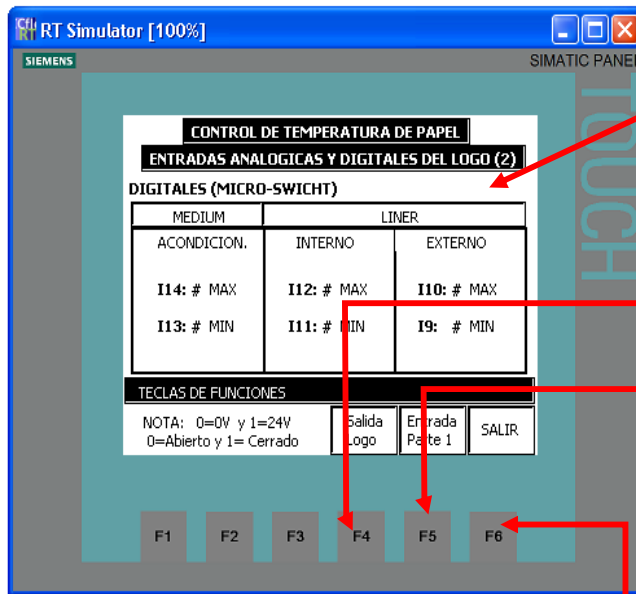 RT Simulator [100%]
SIEMENS
SIMATIC PANEL
TOUCH
CONTROL DE TEMPERATURA DE PAPEL
ENTRADAS ANALOGICAS Y DIGITALES DEL LOGO (2)
DIGITALES (MICRO-SWICHT)
MEDIUM LINER
ACONDICION. INTERNO EXTERNO
I14: # MAX I12: # MAX I10: # MAX
I13: # MIN I11: # MIN I9: # MIN
TECLAS DE FUNCIONES
NOTA: 0=0V y 1=24V
0=Abierto y 1= Cerrado
Salida
Logo
Entrada
Parte 1
SALIR
F1 F2 F3 F4 F5 F6